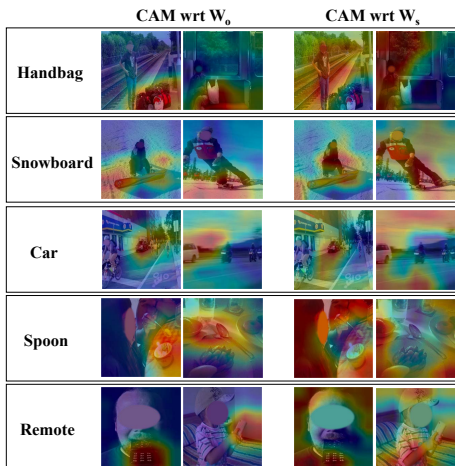 CAM wrt Wₒ CAM wrt Wₛ
Handbag
Snowboard
Car
Spoon
Remote